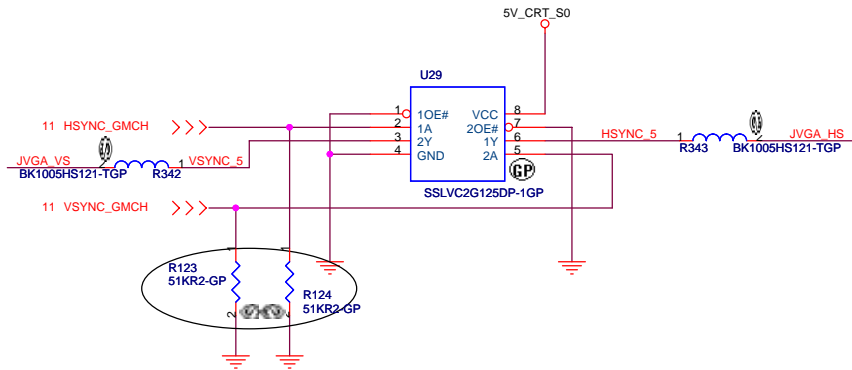 5V_CRT_S0
U29
1 1OE# VCC 8
11 HSYNC_GMCH 2 1A 2OE# 7
3 2Y 1Y 6 HSYNC_5 1 JVGA_HS
JVGA_VS 1 VSYNC_5 4 GND 2A 5 R343 BK1005HS121-TGP
BK1005HS121-TGP R342 GP
SSLVC2G125DP-1GP
11 VSYNC_GMCH
1 1
R123
51KR2-GP
R124
51KR2-GP
2 2